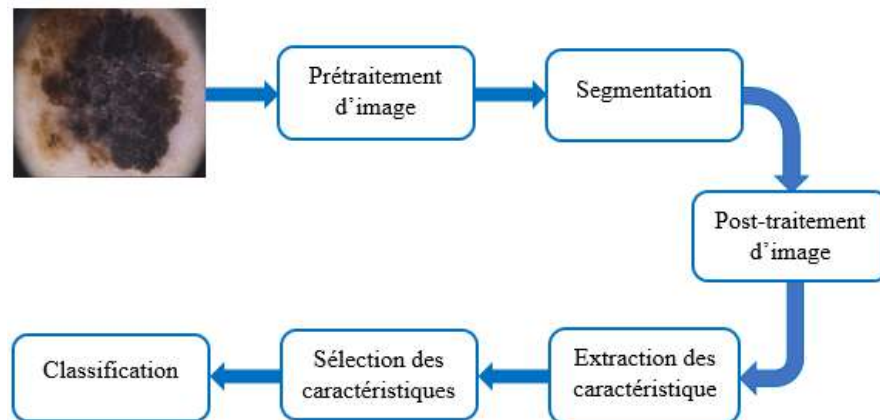 Prétraitement
d'image
Segmentation
Post-traitement
d'image
Extraction des
caractéristique
Sélection des
caractéristiques
Classification